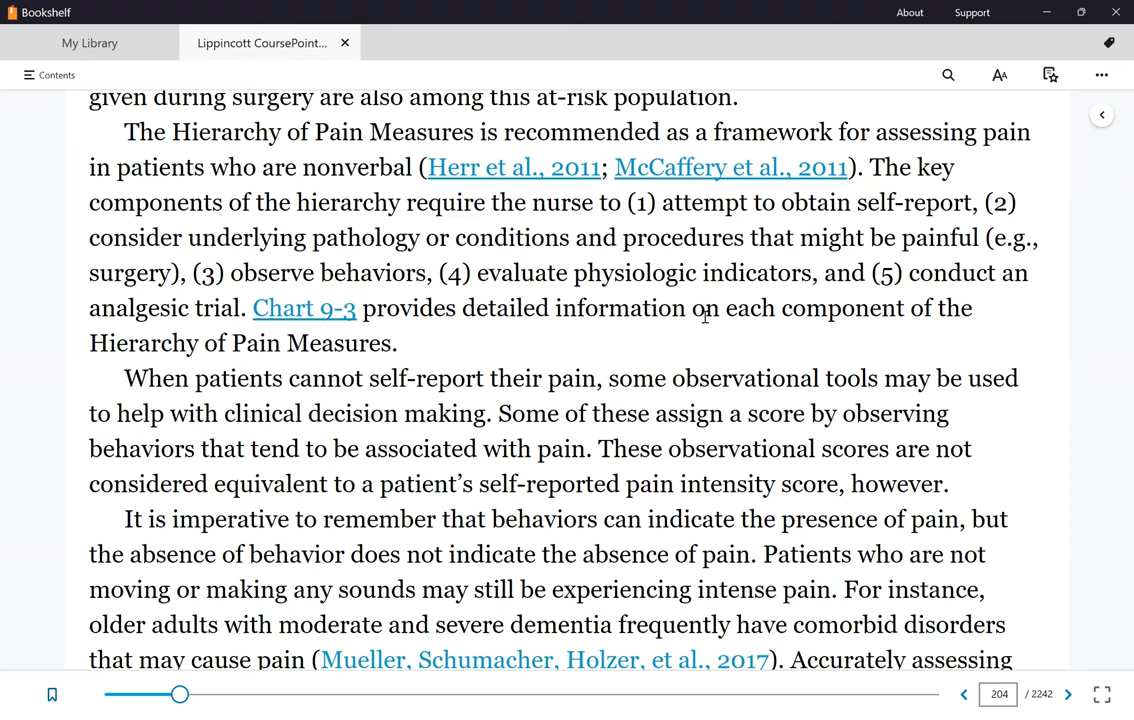 Bookshelf
About
Support
My Library
Lippincott CoursePoint...
Contents
given during surgery are also among this at-risk population.
The Hierarchy of Pain Measures is recommended as a framework for assessing pain
in patients who are nonverbal (Herr et al., 2011; McCaffery et al., 2011). The key
components of the hierarchy require the nurse to (1) attempt to obtain self-report, (2)
consider underlying pathology or conditions and procedures that might be painful (e.g.,
surgery), (3) observe behaviors, (4) evaluate physiologic indicators, and (5) conduct an
analgesic trial. Chart 9-3 provides detailed information on each component of the
Hierarchy of Pain Measures.
When patients cannot self-report their pain, some observational tools may be used
to help with clinical decision making. Some of these assign a score by observing
behaviors that tend to be associated with pain. These observational scores are not
considered equivalent to a patient's self-reported pain intensity score, however.
It is imperative to remember that behaviors can indicate the presence of pain, but
the absence of behavior does not indicate the absence of pain. Patients who are not
moving or making any sounds may still be experiencing intense pain. For instance,
older adults with moderate and severe dementia frequently have comorbid disorders
that may cause pain (Mueller, Schumacher, Holzer, et al., 2017). Accurately assessing
204 / 2242